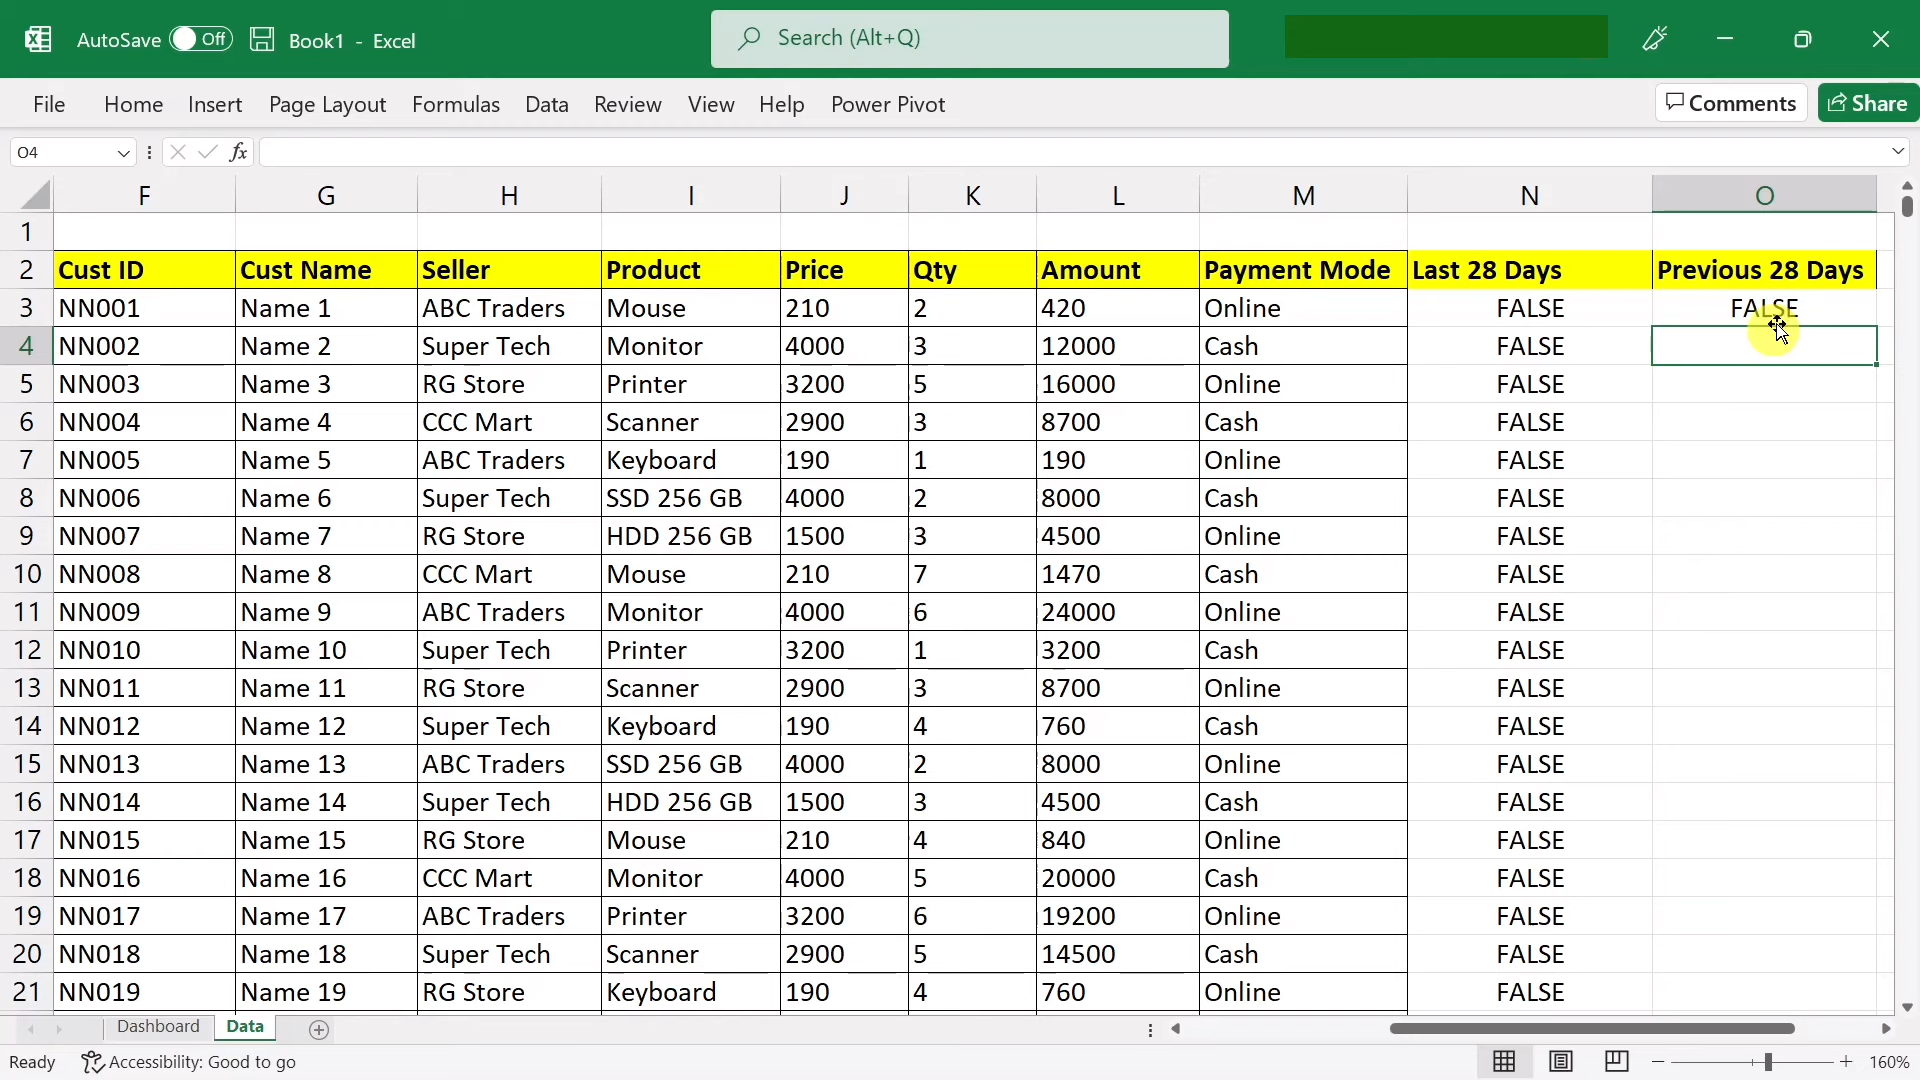 AutoSave Off Book1 - Excel Search (Alt+Q)
File Home Insert Page Layout Formulas Data Review View Help Power Pivot Comments Share
O4 fx
F G H I J K L M N O
1
2 Cust ID Cust Name Seller Product Price Qty Amount Payment Mode Last 28 Days Previous 28 Days
3 NN001 Name 1 ABC Traders Mouse 210 2 420 Online FALSE FALSE
4 NN002 Name 2 Super Tech Monitor 4000 3 12000 Cash FALSE
5 NN003 Name 3 RG Store Printer 3200 5 16000 Online FALSE
6 NN004 Name 4 CCC Mart Scanner 2900 3 8700 Cash FALSE
7 NN005 Name 5 ABC Traders Keyboard 190 1 190 Online FALSE
8 NN006 Name 6 Super Tech SSD 256 GB 4000 2 8000 Cash FALSE
9 NN007 Name 7 RG Store HDD 256 GB 1500 3 4500 Online FALSE
10 NN008 Name 8 CCC Mart Mouse 210 7 1470 Cash FALSE
11 NN009 Name 9 ABC Traders Monitor 4000 6 24000 Online FALSE
12 NN010 Name 10 Super Tech Printer 3200 1 3200 Cash FALSE
13 NN011 Name 11 RG Store Scanner 2900 3 8700 Online FALSE
14 NN012 Name 12 Super Tech Keyboard 190 4 760 Cash FALSE
15 NN013 Name 13 ABC Traders SSD 256 GB 4000 2 8000 Online FALSE
16 NN014 Name 14 Super Tech HDD 256 GB 1500 3 4500 Cash FALSE
17 NN015 Name 15 RG Store Mouse 210 4 840 Online FALSE
18 NN016 Name 16 CCC Mart Monitor 4000 5 20000 Cash FALSE
19 NN017 Name 17 ABC Traders Printer 3200 6 19200 Online FALSE
20 NN018 Name 18 Super Tech Scanner 2900 5 14500 Cash FALSE
21 NN019 Name 19 RG Store Keyboard 190 4 760 Online FALSE
Dashboard Data
Ready Accessibility: Good to go 160%